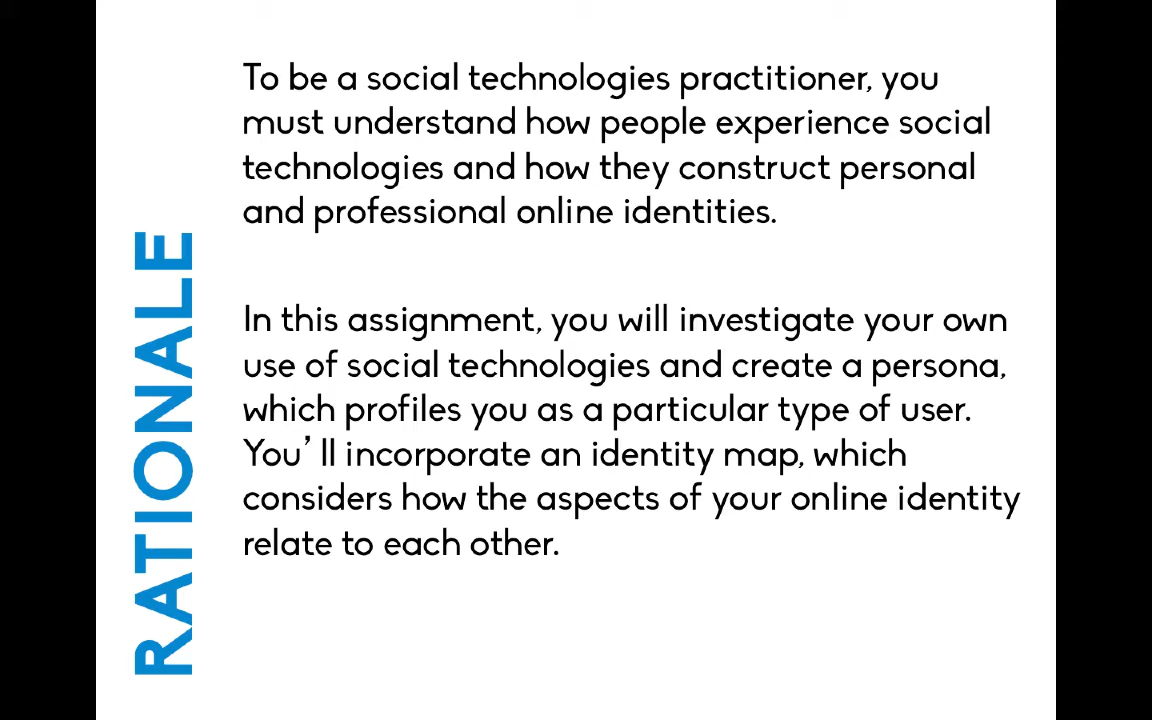 RATIONALE
To be a social technologies practitioner, you
must understand how people experience social
technologies and how they construct personal
and professional online identities.
In this assignment, you will investigate your own
use of social technologies and create a persona,
which profiles you as a particular type of user.
You’ ll incorporate an identity map, which
considers how the aspects of your online identity
relate to each other.